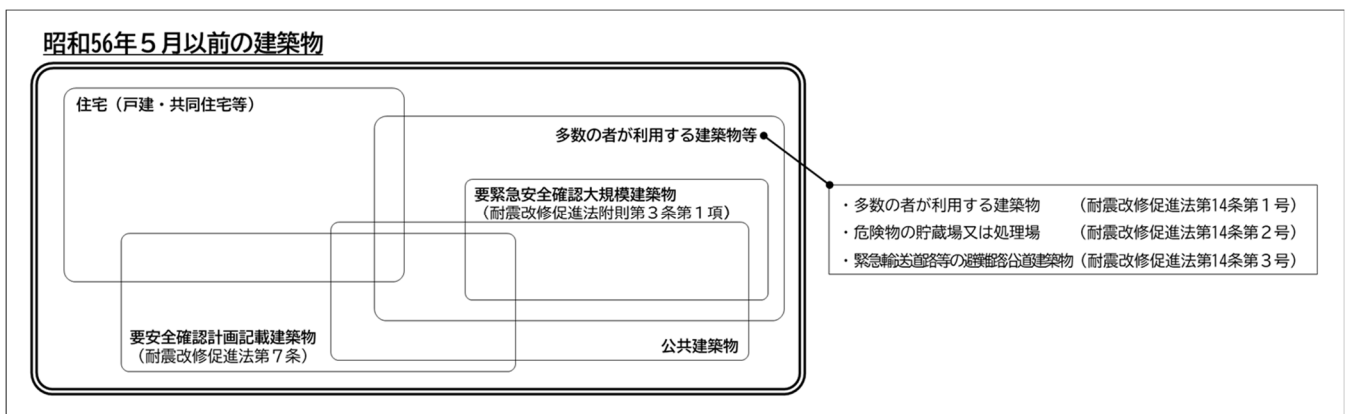 昭和56年５月以前の建築物
住宅（戸建・共同住宅等）
多数の者が利用する建築物等
要緊急安全確認大規模建築物
（耐震改修促進法附則第３条第１項）
・多数の者が利用する建築物　　（耐震改修促進法第14条第１号）
・危険物の貯蔵場又は処理場　　（耐震改修促進法第14条第２号）
・緊急輸送道路等の避難路沿道建築物（耐震改修促進法第14条第３号）
要安全確認計画記載建築物
（耐震改修促進法第７条）
公共建築物